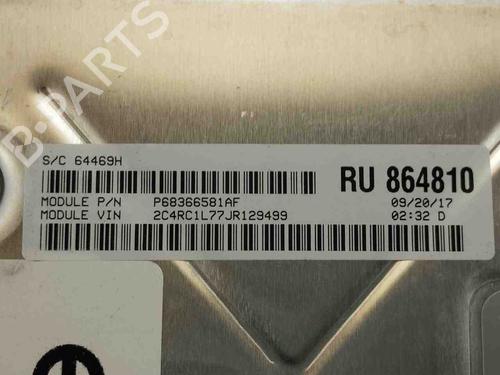 B-PARTS
S/C 64469H
RU 864810
MODULE P/N P68366581AF 09/20/17
MODULE VIN 2C4RC1L77JR129499 02:32 D